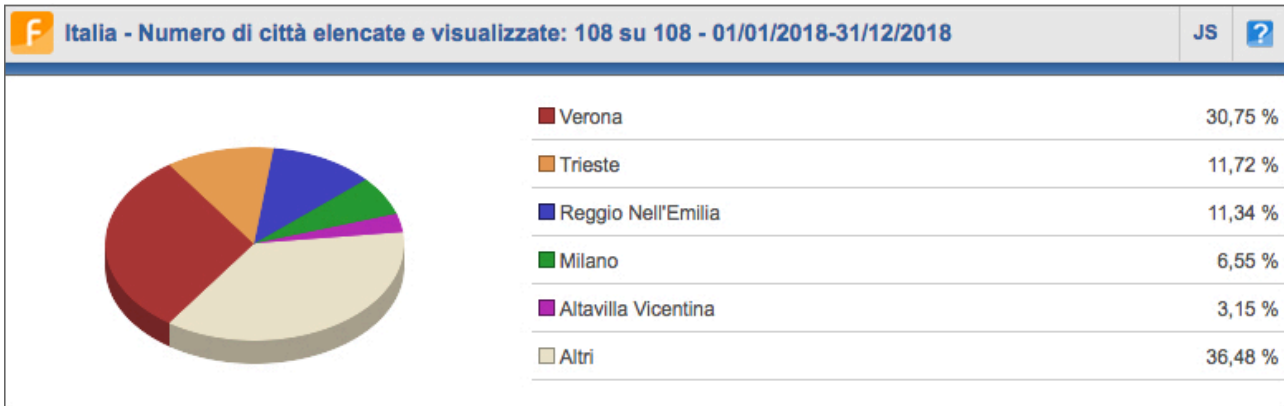 Italia - Numero di città elencate e visualizzate: 108 su 108 - 01/01/2018-31/12/2018 JS ?
Verona 30,75 %
Trieste 11,72 %
Reggio Nell'Emilia 11,34 %
Milano 6,55 %
Altavilla Vicentina 3,15 %
Altri 36,48 %